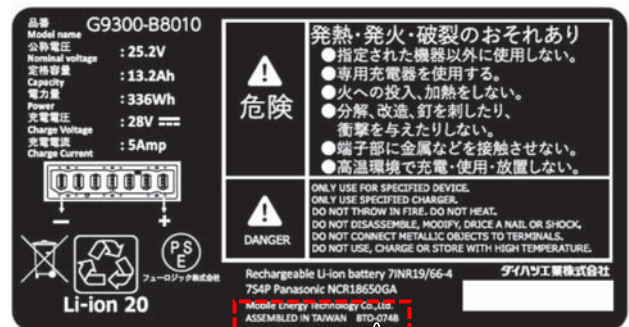 品番 G9300-B8010
Model name
公称電圧 : 25.2V
Nominal voltage
定格容量 : 13.2Ah
Capacity
電力量 : 336Wh
Power
充電電圧 : 28V
Charge Voltage
充電電流 : 5Amp
Charge Current
− +
PS
E
フュージック株式会社
Li-ion 20
危険
発熱・発火・破裂のおそれあり
●指定された機器以外に使用しない。
●専用充電器を使用する。
●火への投入、加熱をしない。
●分解、改造、釘を刺したり、
衝撃を与えたりしない。
●端子部に金属などを接触させない。
●高温環境で充電・使用・放置しない。
DANGER
ONLY USE FOR SPECIFIED DEVICE.
ONLY USE SPECIFIED CHARGER.
DO NOT THROW IN FIRE. DO NOT HEAT.
DO NOT DISASSEMBLE, MODIFY, DRICE A NAIL OR SHOCK.
DO NOT CONNECT METALLIC OBJECTS TO TERMINALS.
DO NOT USE, CHARGE OR STORE WITH HIGH TEMPERATURE.
Rechargeable Li-ion battery 7INR19/66-4
7S4P Panasonic NCR18650GA
Mobile Energy Technology Co.,Ltd.
ASSEMBLED IN TAIWAN BTO-074B
ダイハツ工業株式会社